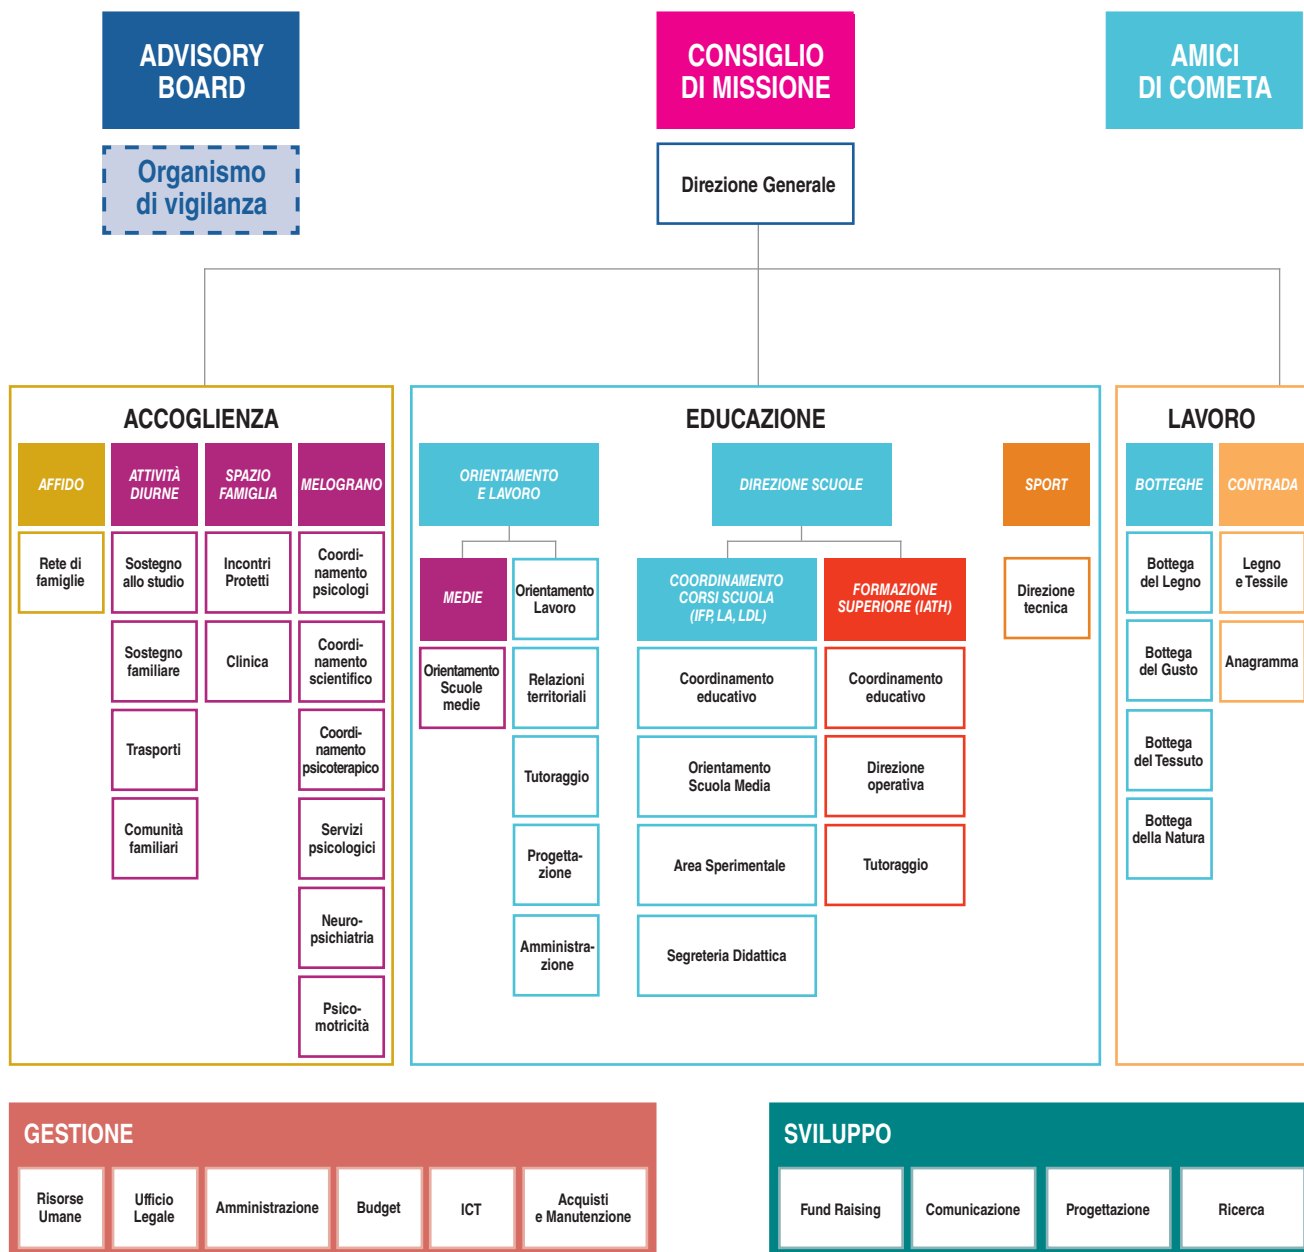 ADVISORY
BOARD
CONSIGLIO
DI MISSIONE
AMICI
DI COMETA
Organismo
di vigilanza
Direzione Generale
ACCOGLIENZA
AFFIDO
ATTIVITÀ
DIURNE
SPAZIO
FAMIGLIA
MELOGRANO
Rete di
famiglie
Sostegno
allo studio
Sostegno
familiare
Trasporti
Comunità
familiari
Incontri
Protetti
Clinica
Coordi-
namento
psicologi
Coordi-
namento
scientifico
Coordi-
namento
psicoterapico
Servizi
psicologici
Neuro-
psichiatria
Psico-
motricità
EDUCAZIONE
ORIENTAMENTO
E LAVORO
MEDIE
Orientamento
Scuole
medie
Orientamento
Lavoro
Relazioni
territoriali
Tutoraggio
Progetta-
zione
Amministra-
zione
DIREZIONE SCUOLE
COORDINAMENTO
CORSI SCUOLA
(IFP, LA, LDL)
Coordinamento
educativo
Orientamento
Scuola Media
Area Sperimentale
Segreteria Didattica
FORMAZIONE
SUPERIORE (IATH)
Coordinamento
educativo
Direzione
operativa
Tutoraggio
SPORT
Direzione
tecnica
LAVORO
BOTTEGHE
Bottega
del Legno
Bottega
del Gusto
Bottega
del Tessuto
Bottega
della Natura
CONTRADA
Legno
e Tessile
Anagramma
GESTIONE
Risorse
Umane
Ufficio
Legale
Amministrazione
Budget
ICT
Acquisti
e Manutenzione
SVILUPPO
Fund Raising
Comunicazione
Progettazione
Ricerca